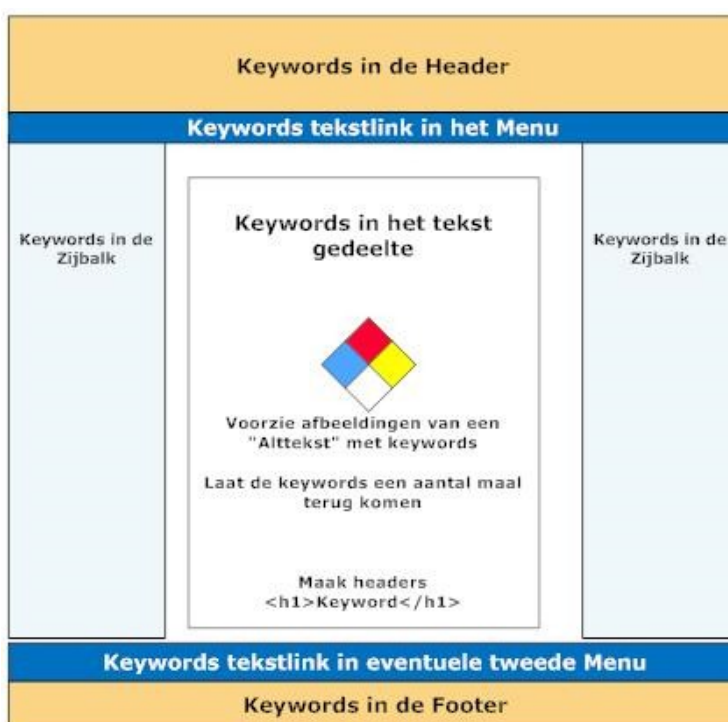 Keywords in de Header
Keywords tekstlink in het Menu
Keywords in de
Zijbalk
Keywords in het tekst
gedeelte
Voorzie afbeeldingen van een
"Alttekst" met keywords
Laat de keywords een aantal maal
terug komen
Maak headers
<h1>Keyword</h1>
Keywords in de
Zijbalk
Keywords tekstlink in eventuele tweede Menu
Keywords in de Footer